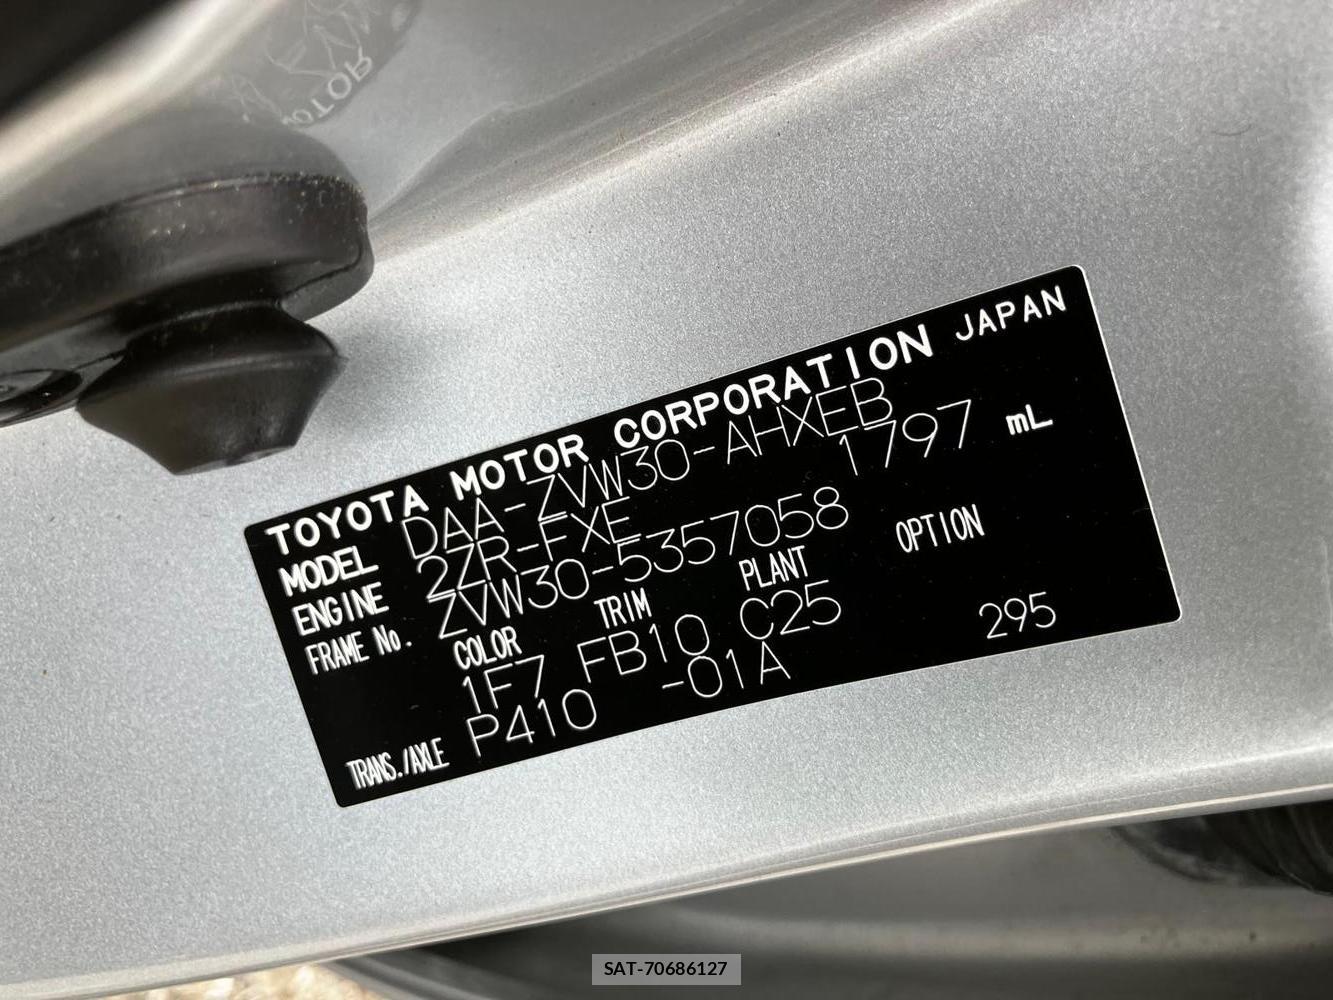 TOYOTA MOTOR CORPORATION JAPAN
MODEL DAA-ZVW30-AHXEB
ENGINE 2ZR-FXE 1797 mL
FRAME No. ZVW30-5357058
COLOR TRIM PLANT OPTION
1F7 FB10 C25
TRANS./AXLE P410 -01A 295
SAT-70686127